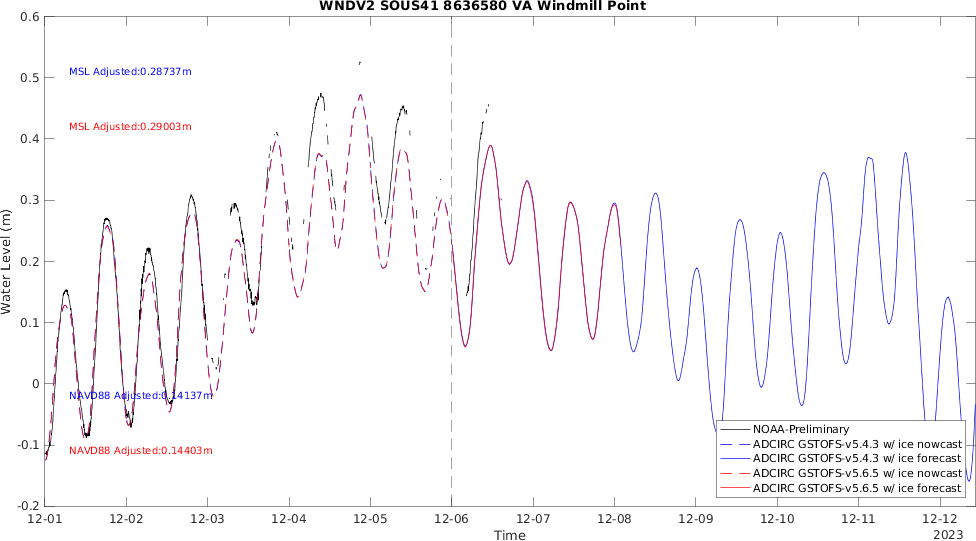 WNDV2 SOUS41 8636580 VA Windmill Point
0.6
0.5
0.4
0.3
0.2
0.1
0
-0.1
-0.2
Water Level (m)
MSL Adjusted:0.28737m
MSL Adjusted:0.29003m
NAVD88 Adjusted:0.14137m
NAVD88 Adjusted:0.14403m
NOAA-Preliminary
ADCIRC GSTOFS-v5.4.3 w/ ice nowcast
ADCIRC GSTOFS-v5.4.3 w/ ice forecast
ADCIRC GSTOFS-v5.6.5 w/ ice nowcast
ADCIRC GSTOFS-v5.6.5 w/ ice forecast
12-01 12-02 12-03 12-04 12-05 12-06 12-07 12-08 12-09 12-10 12-11 12-12
Time
2023